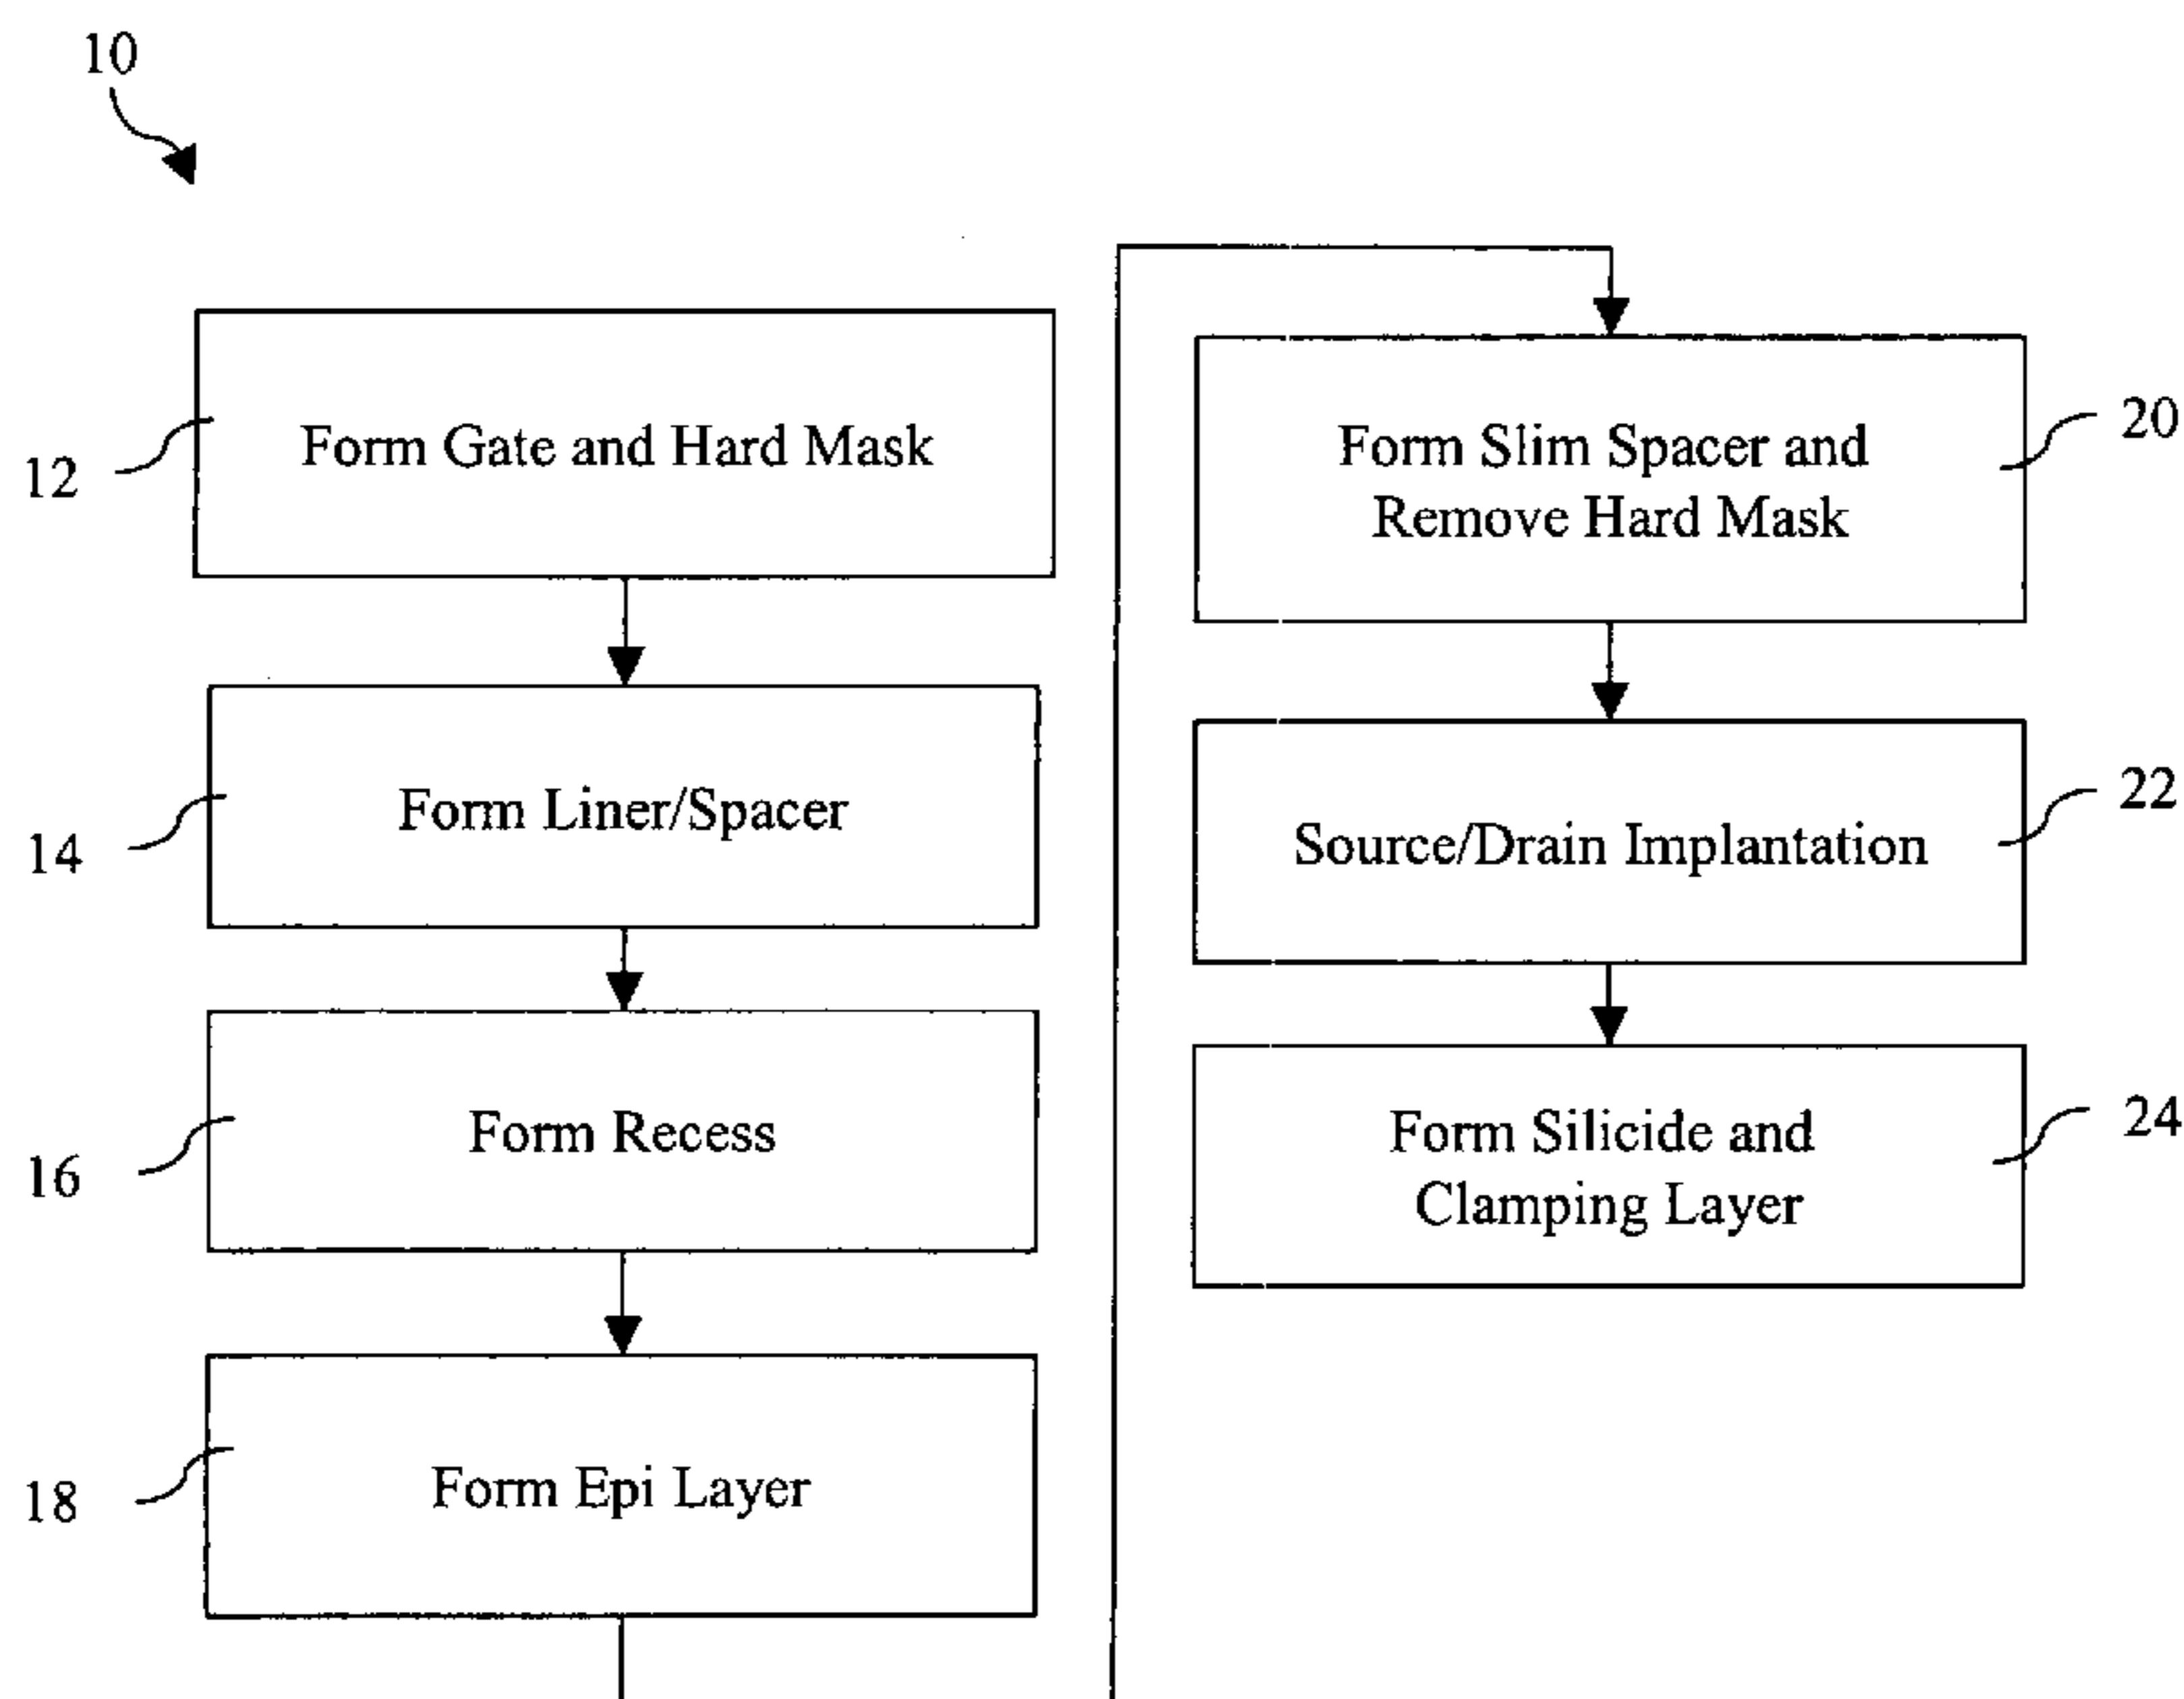 10
12
Form Gate and Hard Mask
14
Form Liner/Spacer
16
Form Recess
18
Form Epi Layer
Form Slim Spacer and
Remove Hard Mask
20
Source/Drain Implantation
22
Form Silicide and
Clamping Layer
24